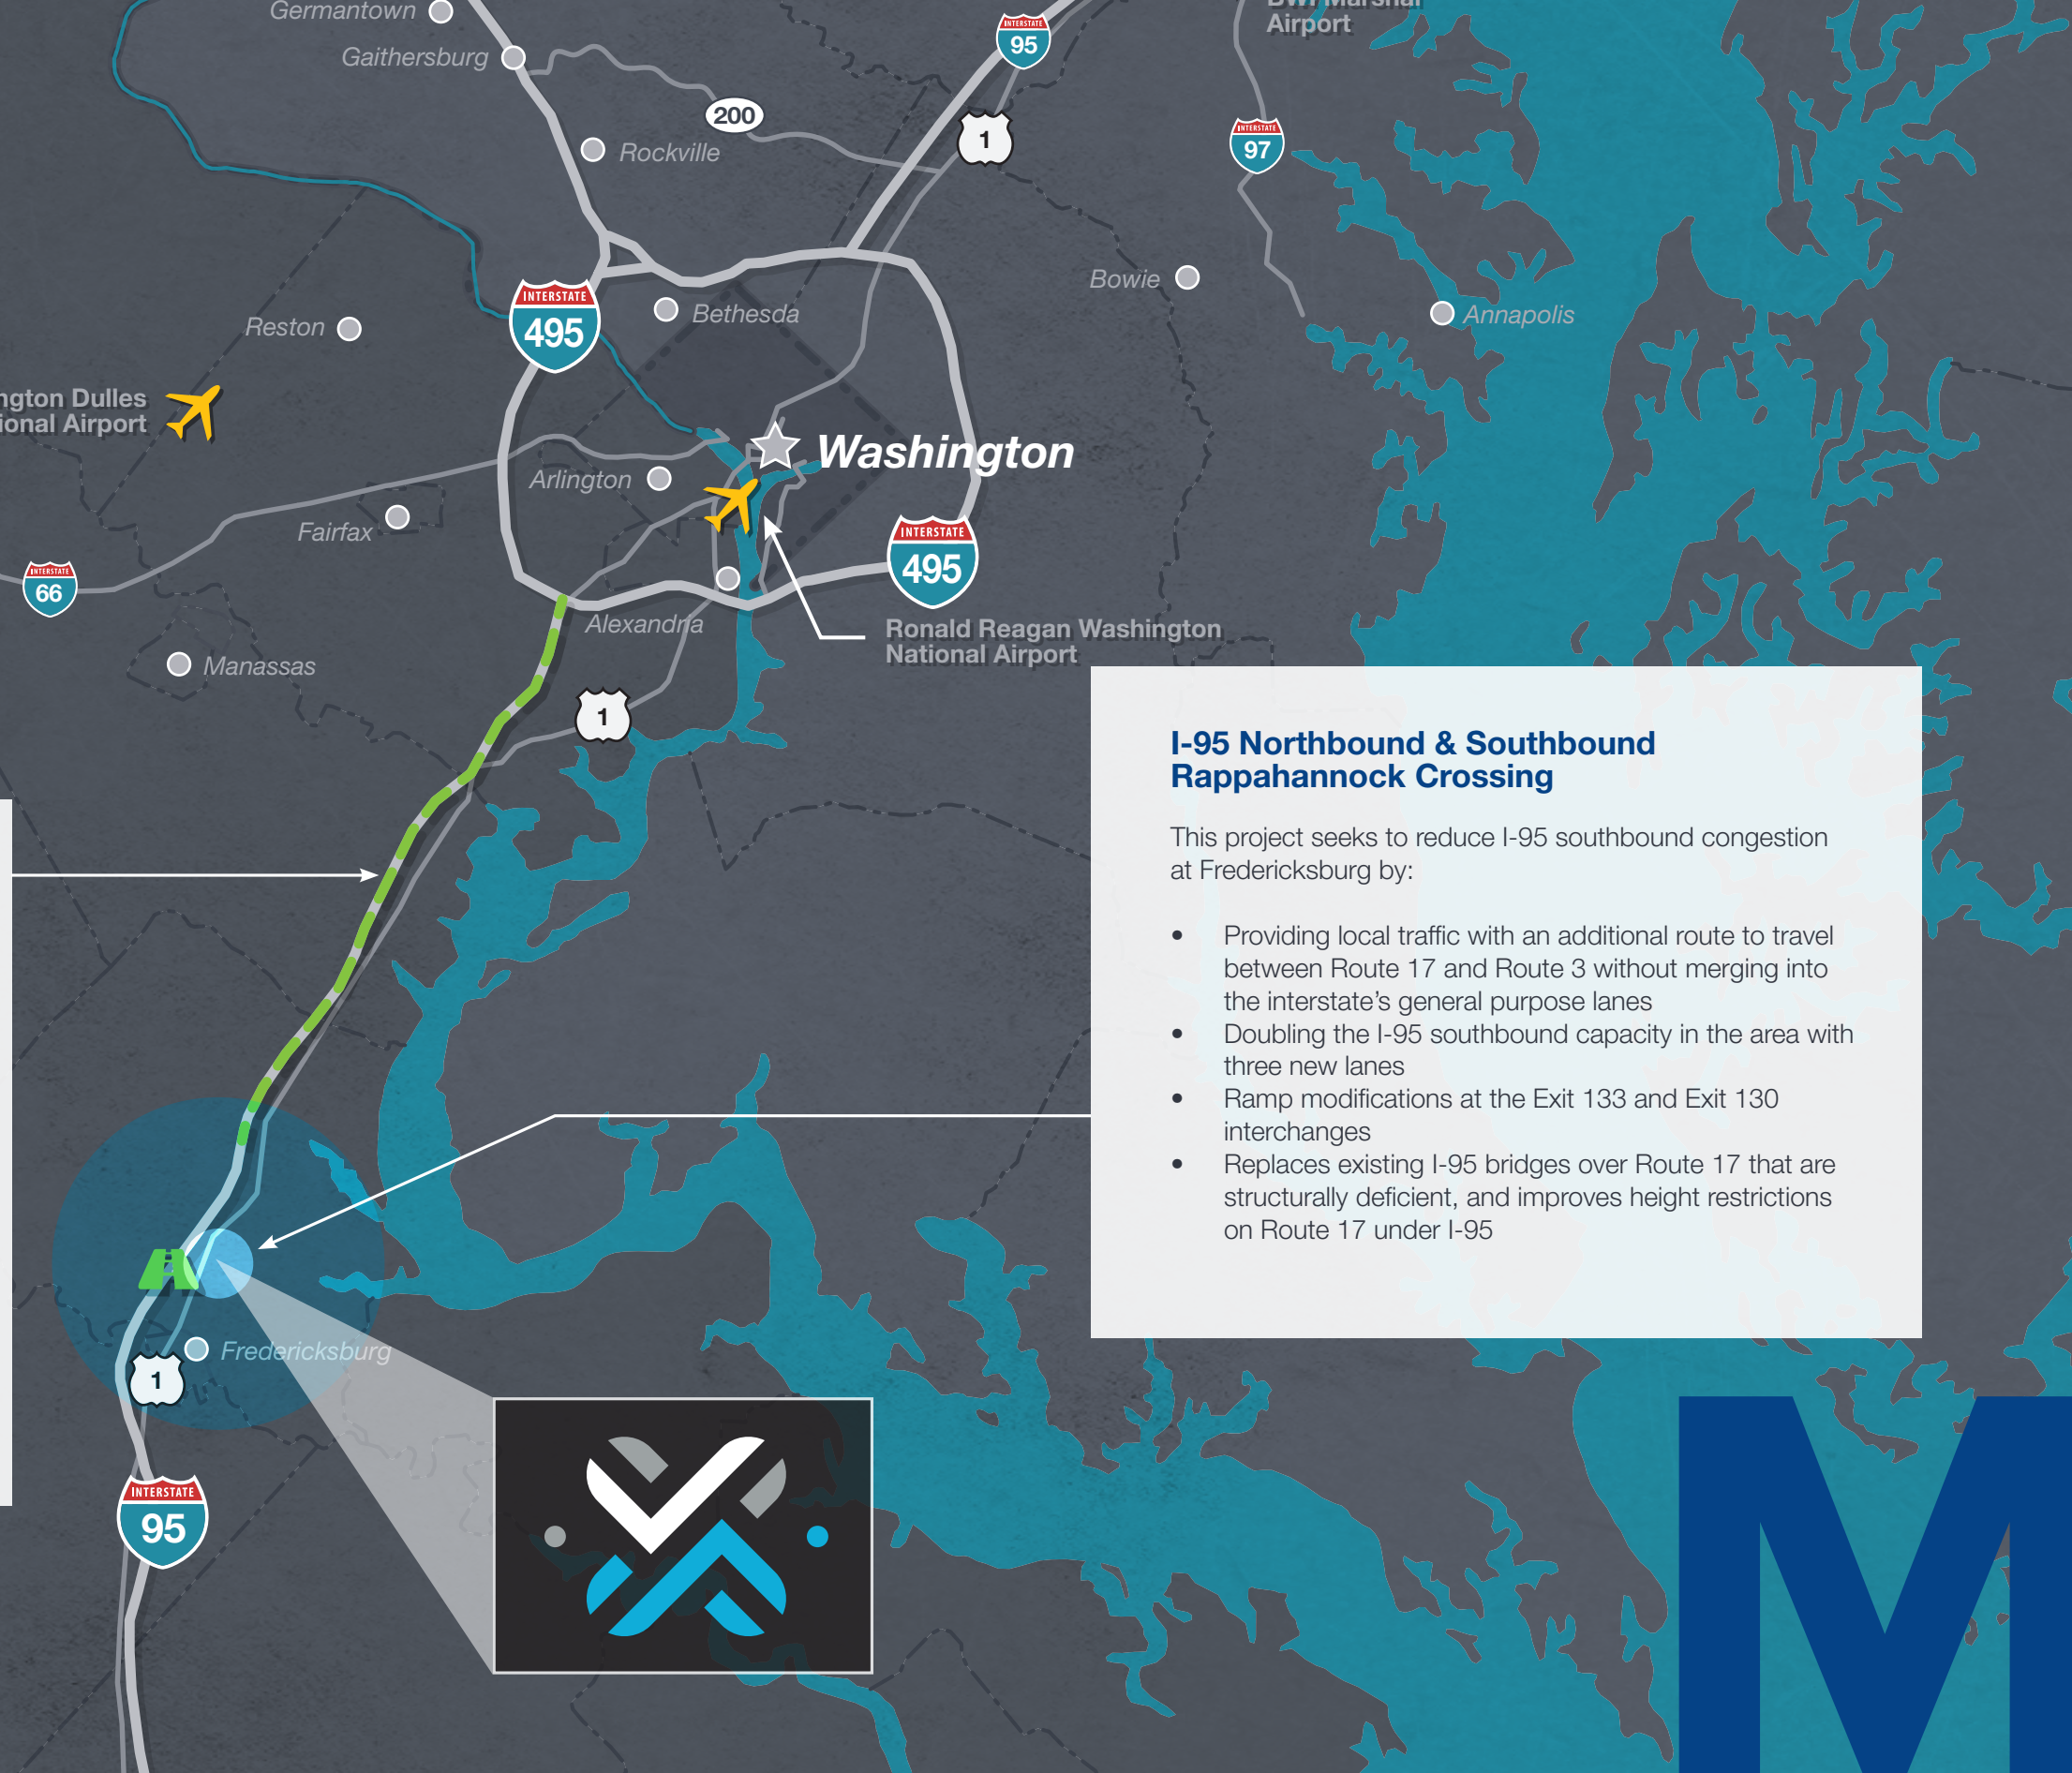 Germantown
Gaithersburg
INTERSTATE
95
BWI Marshal
Airport
200
1
INTERSTATE
97
Rockville
Bowie
INTERSTATE
495
Bethesda
Annapolis
Reston
ngton Dulles
ional Airport
Washington
Arlington
Fairfax
INTERSTATE
495
INTERSTATE
66
Alexandria
Ronald Reagan Washington
National Airport
Manassas
1
I-95 Northbound & Southbound
Rappahannock Crossing
This project seeks to reduce I-95 southbound congestion
at Fredericksburg by:
• Providing local traffic with an additional route to travel
between Route 17 and Route 3 without merging into
the interstate’s general purpose lanes
• Doubling the I-95 southbound capacity in the area with
three new lanes
• Ramp modifications at the Exit 133 and Exit 130
interchanges
• Replaces existing I-95 bridges over Route 17 that are
structurally deficient, and improves height restrictions
on Route 17 under I-95
Fredericksburg
1
INTERSTATE
95
M